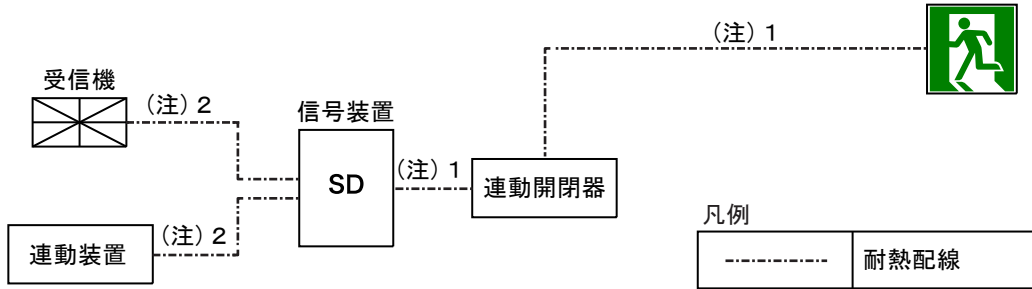 (注)1
受信機
(注)2
信号装置
SD
(注)1
連動開閉器
連動装置
(注)2
凡例
耐熱配線